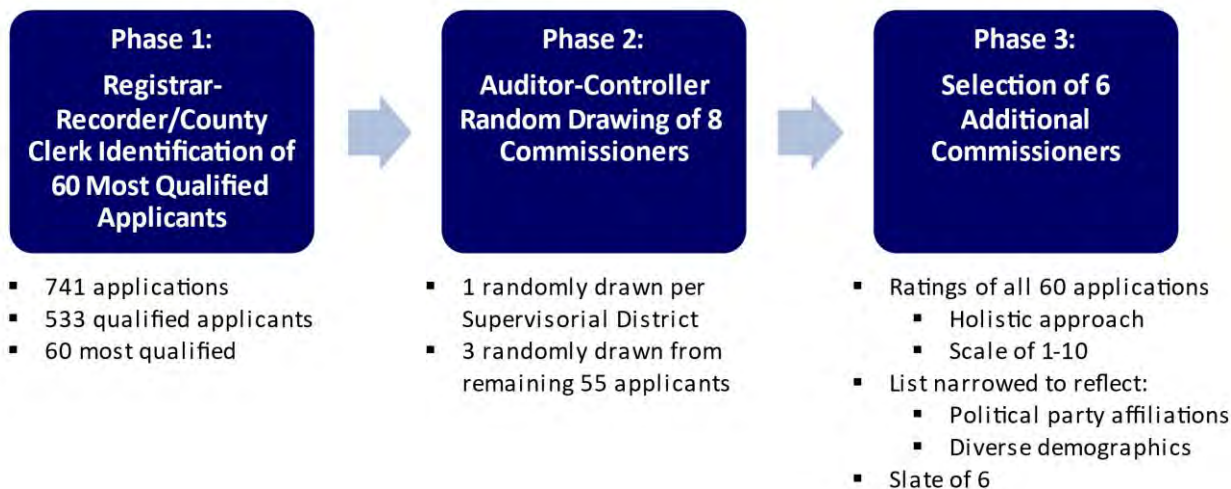 Phase 1:
Registrar-
Recorder/County
Clerk Identification of
60 Most Qualified
Applicants
▪ 741 applications
▪ 533 qualified applicants
▪ 60 most qualified
Phase 2:
Auditor-Controller
Random Drawing of 8
Commissioners
▪ 1 randomly drawn per
Supervisorial District
▪ 3 randomly drawn from
remaining 55 applicants
Phase 3:
Selection of 6
Additional
Commissioners
▪ Ratings of all 60 applications
▪ Holistic approach
▪ Scale of 1-10
▪ List narrowed to reflect:
▪ Political party affiliations
▪ Diverse demographics
▪ Slate of 6